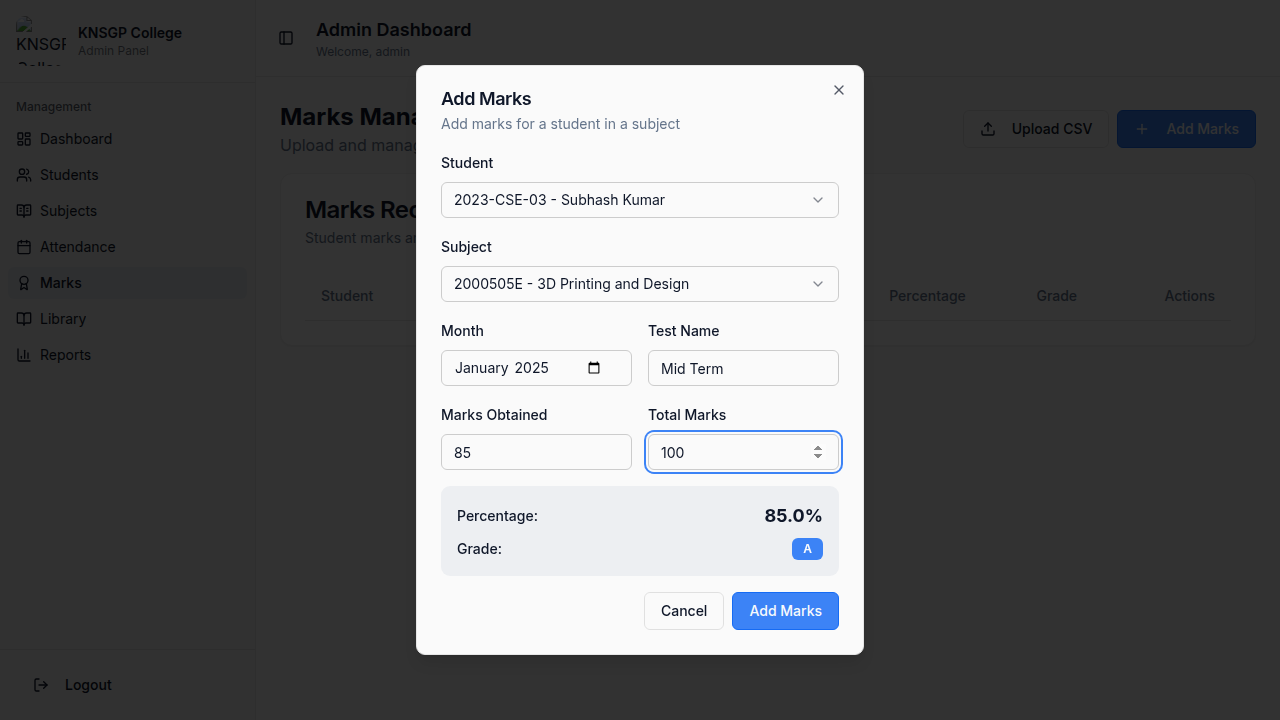 KNSGP
College
KNSGP College
Admin Panel
Management
Dashboard
Students
Subjects
Attendance
Marks
Library
Reports
Logout
Admin Dashboard
Welcome, admin
Marks Mana
Upload and manag
Upload CSV
Add Marks
Marks Rec
Student marks a
Student
Percentage
Grade
Actions
Add Marks
Add marks for a student in a subject
Student
2023-CSE-03 - Subhash Kumar
Subject
2000505E - 3D Printing and Design
Month
Test Name
January 2025
Mid Term
Marks Obtained
Total Marks
85
100
Percentage:
85.0%
Grade:
A
Cancel
Add Marks